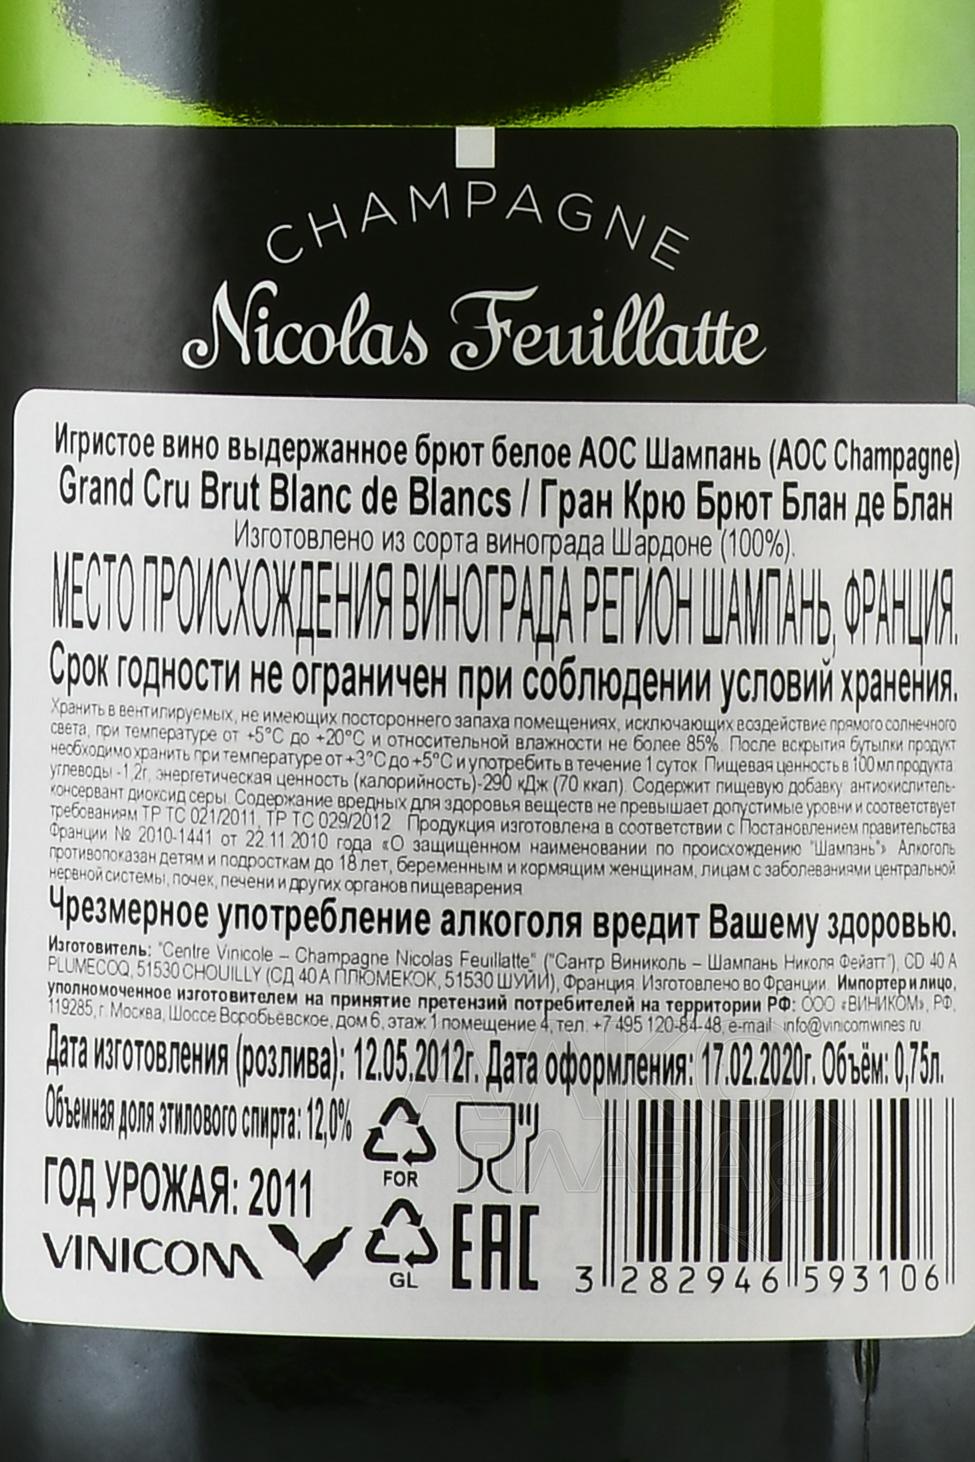 CHAMPAGNE
Nicolas Feuillatte
Игристое вино выдержанное брют белое АОС Шампань (AOC Champagne)
Grand Cru Brut Blanc de Blancs / Гран Крю Брют Блан де Блан
Изготовлено из сорта винограда Шардоне (100%).
МЕСТО ПРОИСХОЖДЕНИЯ ВИНОГРАДА РЕГИОН ШАМПАНЬ, ФРАНЦИЯ.
Срок годности не ограничен при соблюдении условий хранения.
Хранить в вентилируемых, не имеющих постороннего запаха помещениях, исключающих воздействие прямого солнечного
света, при температуре от +5°C до +20°C и относительной влажности не более 85%. После вскрытия бутылки продукт
необходимо хранить при температуре от +3°C до +5°C и употребить в течение 1 суток. Пищевая ценность в 100 мл продукта:
углеводы -1,2г, энергетическая ценность (калорийность)-290 кДж (70 ккал). Содержит пищевую добавку антиокислитель-
консервант диоксид серы. Содержание вредных для здоровья веществ не превышает допустимые уровни и соответствует
требованиям ТР ТС 021/2011, ТР ТС 029/2012. Продукция изготовлена в соответствии с Постановлением правительства
Франции № 2010-1441 от 22.11.2010 года «О защищенном наименовании по происхождению "Шампань"». Алкоголь
противопоказан детям и подросткам до 18 лет, беременным и кормящим женщинам, лицам с заболеваниями центральной
нервной системы, почек, печени и других органов пищеварения.
Чрезмерное употребление алкоголя вредит Вашему здоровью.
Изготовитель: "Centre Vinicole – Champagne Nicolas Feuillatte" ("Сантр Виниколь – Шампань Николя Фейатт"), CD 40 A
PLUMECOQ, 51530 CHOUILLY (СД 40 А ПЛЮМЕКОК, 51530 ШУЙИ), Франция. Изготовлено во Франции. Импортер и лицо,
уполномоченное изготовителем на принятие претензий потребителей на территории РФ: ООО «ВИНИКОМ», РФ,
119285, г. Москва, Шоссе Воробьёвское, дом 6, этаж 1 помещение 4, тел. +7 495 120-84-48, e-mail: info@vinicomwines.ru
Дата изготовления (розлива): 12.05.2012г. Дата оформления: 17.02.2020г. Объём: 0,75л.
Объемная доля этилового спирта: 12,0%
FOR
ГОД УРОЖАЯ: 2011
VINICOM
GL
EAC
3 282946 593106